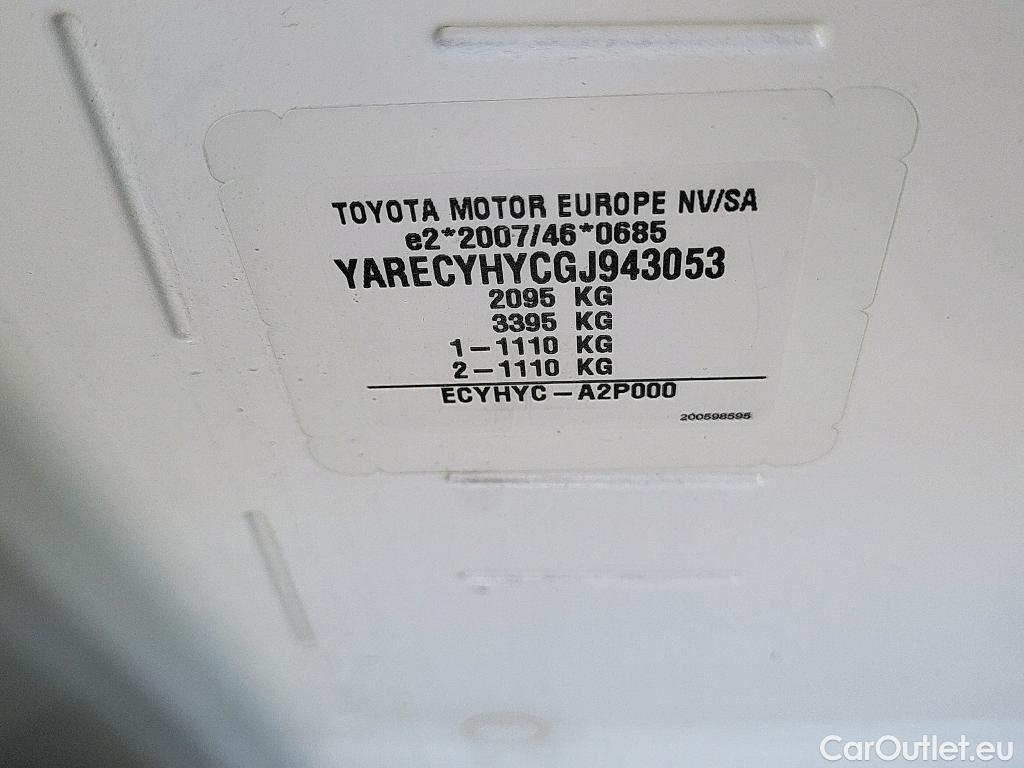 TOYOTA MOTOR EUROPE NV/SA
e2*2007/46*0685
YARECYHYCGJ943053
2095 KG
3395 KG
1-1110 KG
2-1110 KG
ECYHYC-A2P000
200598595
CarOutlet.eu